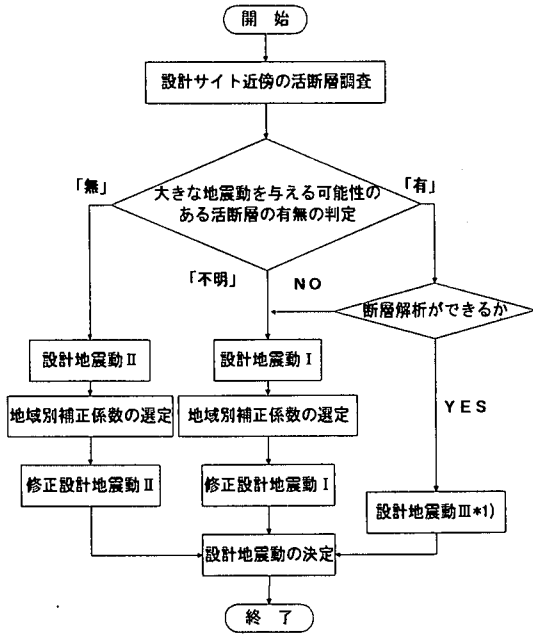 開 始
設計サイト近傍の活断層調査
大きな地震動を与える可能性の
ある活断層の有無の判定
「無」
「有」
「不明」
NO
断層解析ができるか
YES
設計地震動Ⅱ
設計地震動Ⅰ
地域別補正係数の選定
地域別補正係数の選定
修正設計地震動Ⅱ
修正設計地震動Ⅰ
設計地震動Ⅲ*1)
設計地震動の決定
終 了